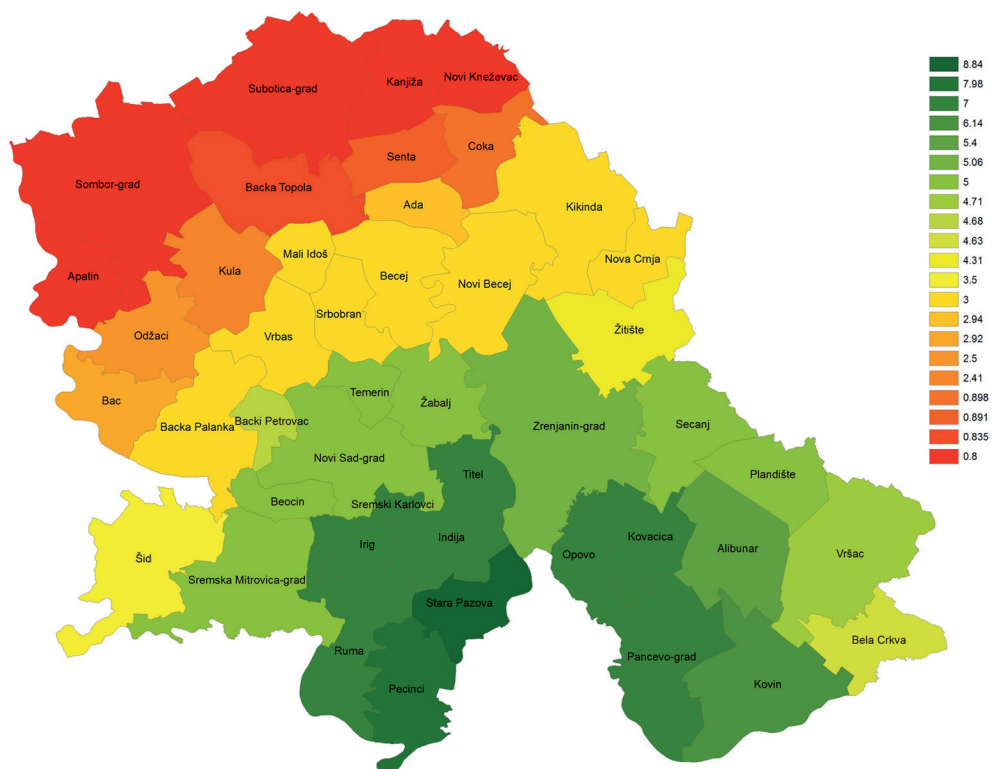 Subotica-grad
Kanjiža
Novi Kneževac
Sombor-grad
Backa Topola
Senta
Coka
Ada
Kikinda
Apatin
Kula
Mali Iđoš
Becej
Novi Becej
Nova Crnja
Odžaci
Vrbas
Srbobran
Žitište
Bac
Backa Palanka
Backi Petrovac
Temerin
Žabalj
Zrenjanin-grad
Secanj
Novi Sad-grad
Plandište
Beocin
Sremski Karlovci
Titel
Šid
Sremska Mitrovica-grad
Irig
Indija
Opovo
Kovacica
Alibunar
Vršac
Stara Pazova
Bela Crkva
Ruma
Pecinci
Pancevo-grad
Kovin
8.84
7.98
7
6.14
5.4
5.06
5
4.71
4.68
4.63
4.31
3.5
3
2.94
2.92
2.5
2.41
0.898
0.891
0.835
0.8